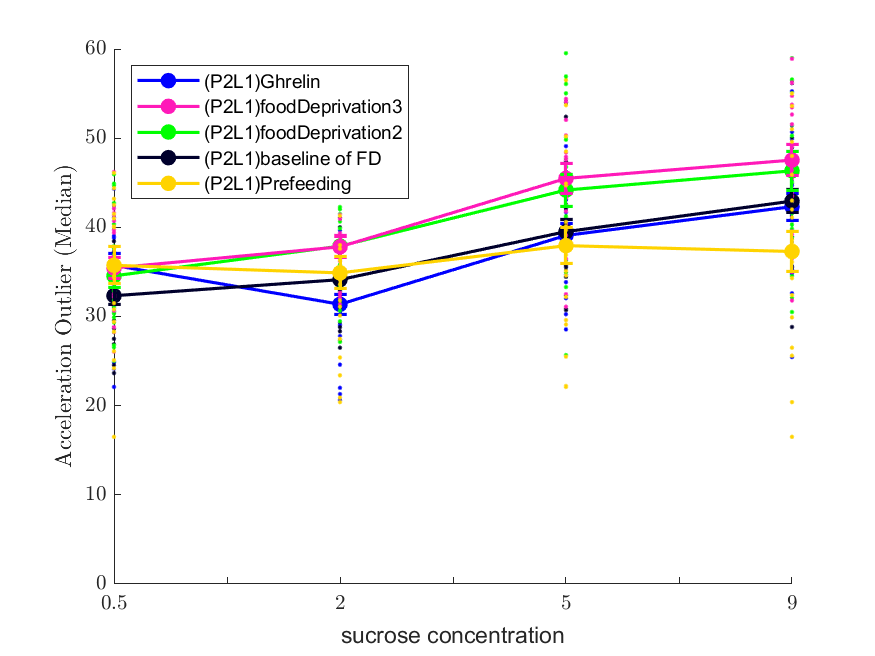 60
50
40
30
20
10
0
Acceleration Outlier (Median)
(P2L1)Ghrelin
(P2L1)foodDeprivation3
(P2L1)foodDeprivation2
(P2L1)baseline of FD
(P2L1)Prefeeding
0.5 2 5 9
sucrose concentration